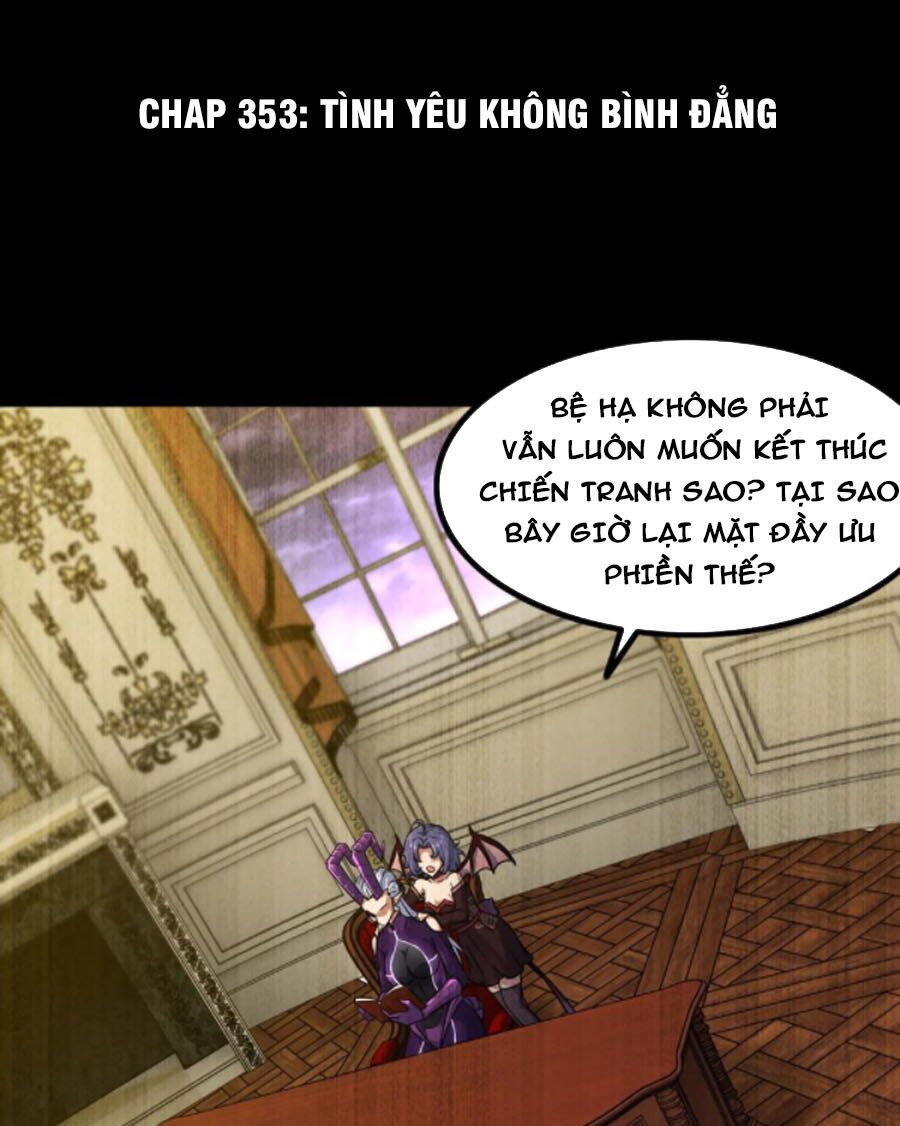 CHAP 353: TÌNH YÊU KHÔNG BÌNH ĐẲNG
BỆ HẠ KHÔNG PHẢI
VẪN LUÔN MUỐN KẾT THÚC
CHIẾN TRANH SAO? TẠI SAO
BÂY GIỜ LẠI MẶT ĐẦY ƯU
PHIỀN THẾ?